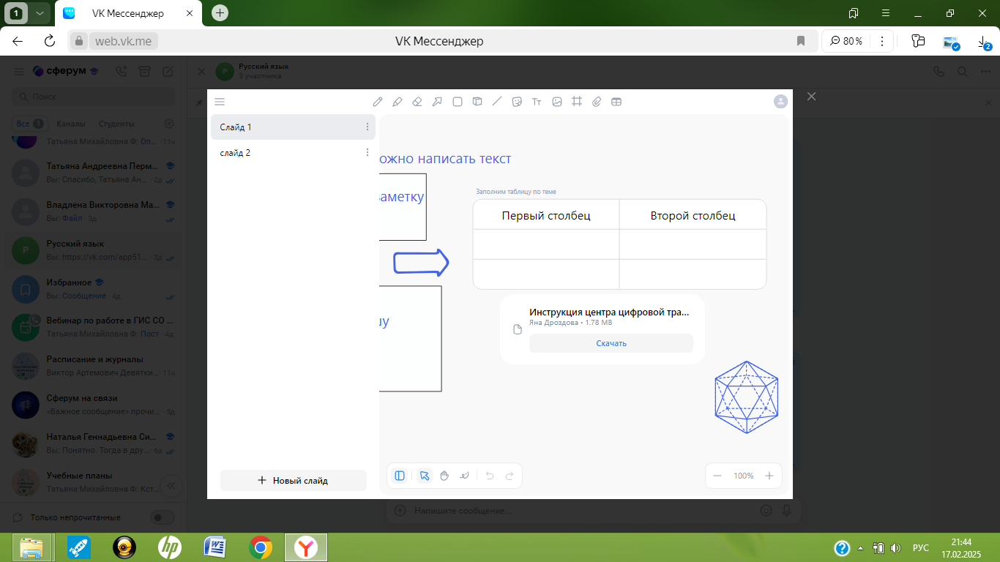 1
VK Мессенджер
web.vk.me
VK Мессенджер
80 %
2
сферум
Поиск
Все 1
Каналы
Студенты
Татьяна Михайловна Ф: Оп... · 11ч
Татьяна Андреевна Перм...
Вы: Спасибо, Татьяна Ан... · 2д
Владлена Викторовна Ма...
Вы: Файл · 3д
Р
Русский язык
Вы: https://vk.com/app51... · 3д
Избранное
Вы: Сообщение · 4д
Вебинар по работе в ГИС СО ...
Татьяна Михайловна Ф: Пост · 4д
Расписание и журналы
Виктор Артемович Девятки... · 11ч
Сферум на связи
«Важное сообщение» прочи... · 5д
Наталья Геннадьевна Си...
Вы: Понятно. Тогда в дру... · 6д
Учебные планы
Татьяна Михайловна Ф: Кст...
Только непрочитанные
Р
Русский язык
3 участника
Tт
Слайд 1
слайд 2
Новый слайд
ожно написать текст
заметку
Заполним таблицу по теме
Первый столбец
Второй столбец
Инструкция центра цифровой тра...
Яна Дроздова • 1.78 MB
Скачать
100%
Напишите сообщение...
РУС
21:44
17.02.2025